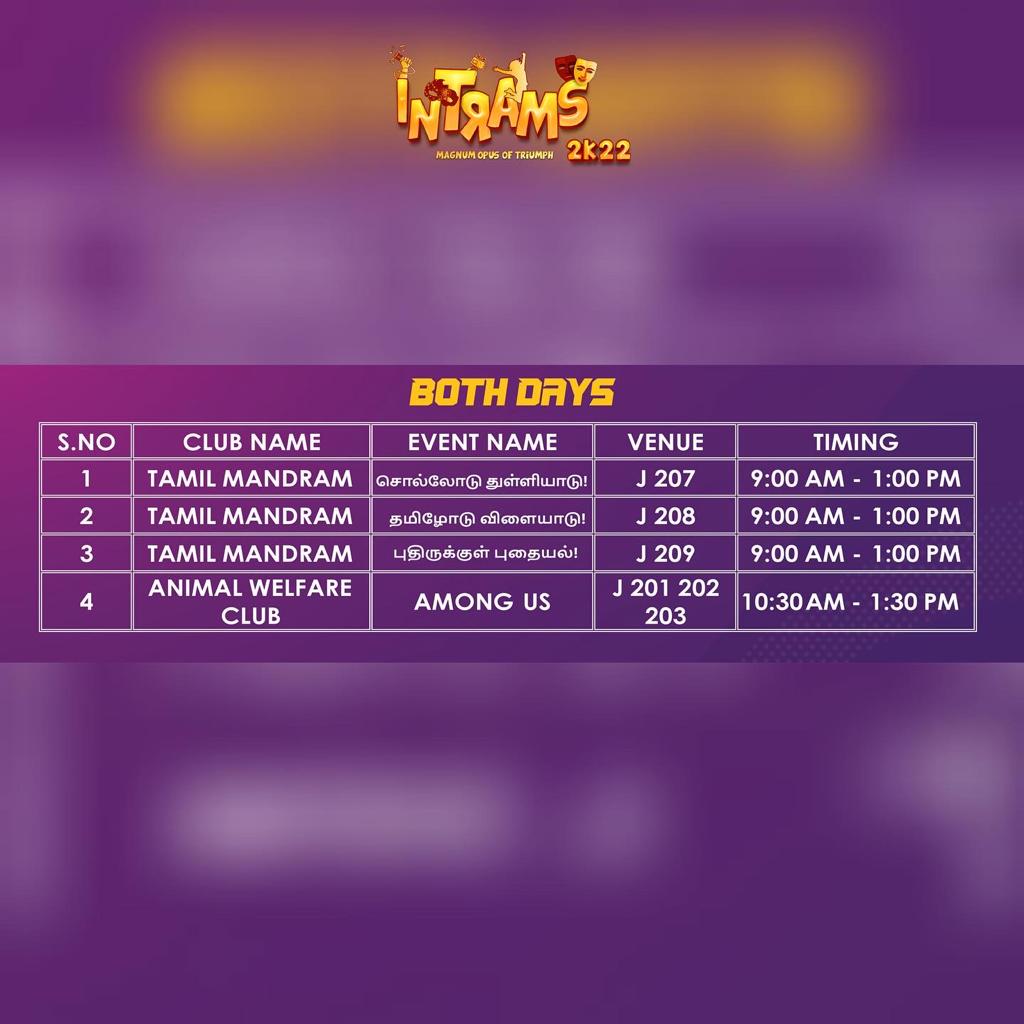 INTRAMS
MAGNUM OPUS OF TRIUMPH 2K22
BOTH DAYS
S.NO CLUB NAME EVENT NAME VENUE TIMING
1 TAMIL MANDRAM சொல்லோடு துள்ளியாடு! J 207 9:00 AM - 1:00 PM
2 TAMIL MANDRAM தமிழோடு விளையாடு! J 208 9:00 AM - 1:00 PM
3 TAMIL MANDRAM புதிருக்குள் புதையல்! J 209 9:00 AM - 1:00 PM
4 ANIMAL WELFARE CLUB AMONG US J 201 202 203 10:30 AM - 1:30 PM